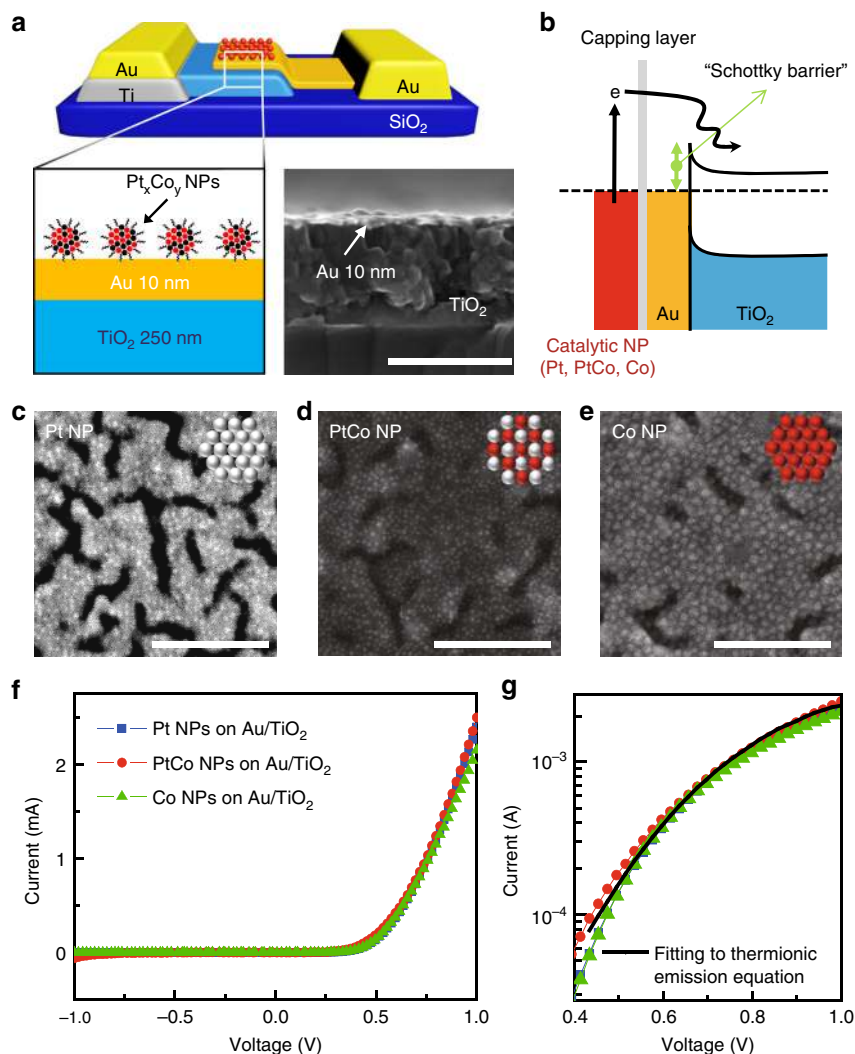 a
Au
Ti
Au
SiO₂
PtₓCoᵧ NPs
Au 10 nm
TiO₂ 250 nm
Au 10 nm
TiO₂
b
Capping layer
e
“Schottky barrier”
Au
TiO₂
Catalytic NP
(Pt, PtCo, Co)
c
Pt NP
d
PtCo NP
e
Co NP
f
Pt NPs on Au/TiO₂
PtCo NPs on Au/TiO₂
Co NPs on Au/TiO₂
2
1
0
Current (mA)
–1.0
–0.5
0.0
0.5
1.0
Voltage (V)
g
10⁻³
10⁻⁴
Current (A)
Fitting to thermionic
emission equation
0.4
0.6
0.8
1.0
Voltage (V)